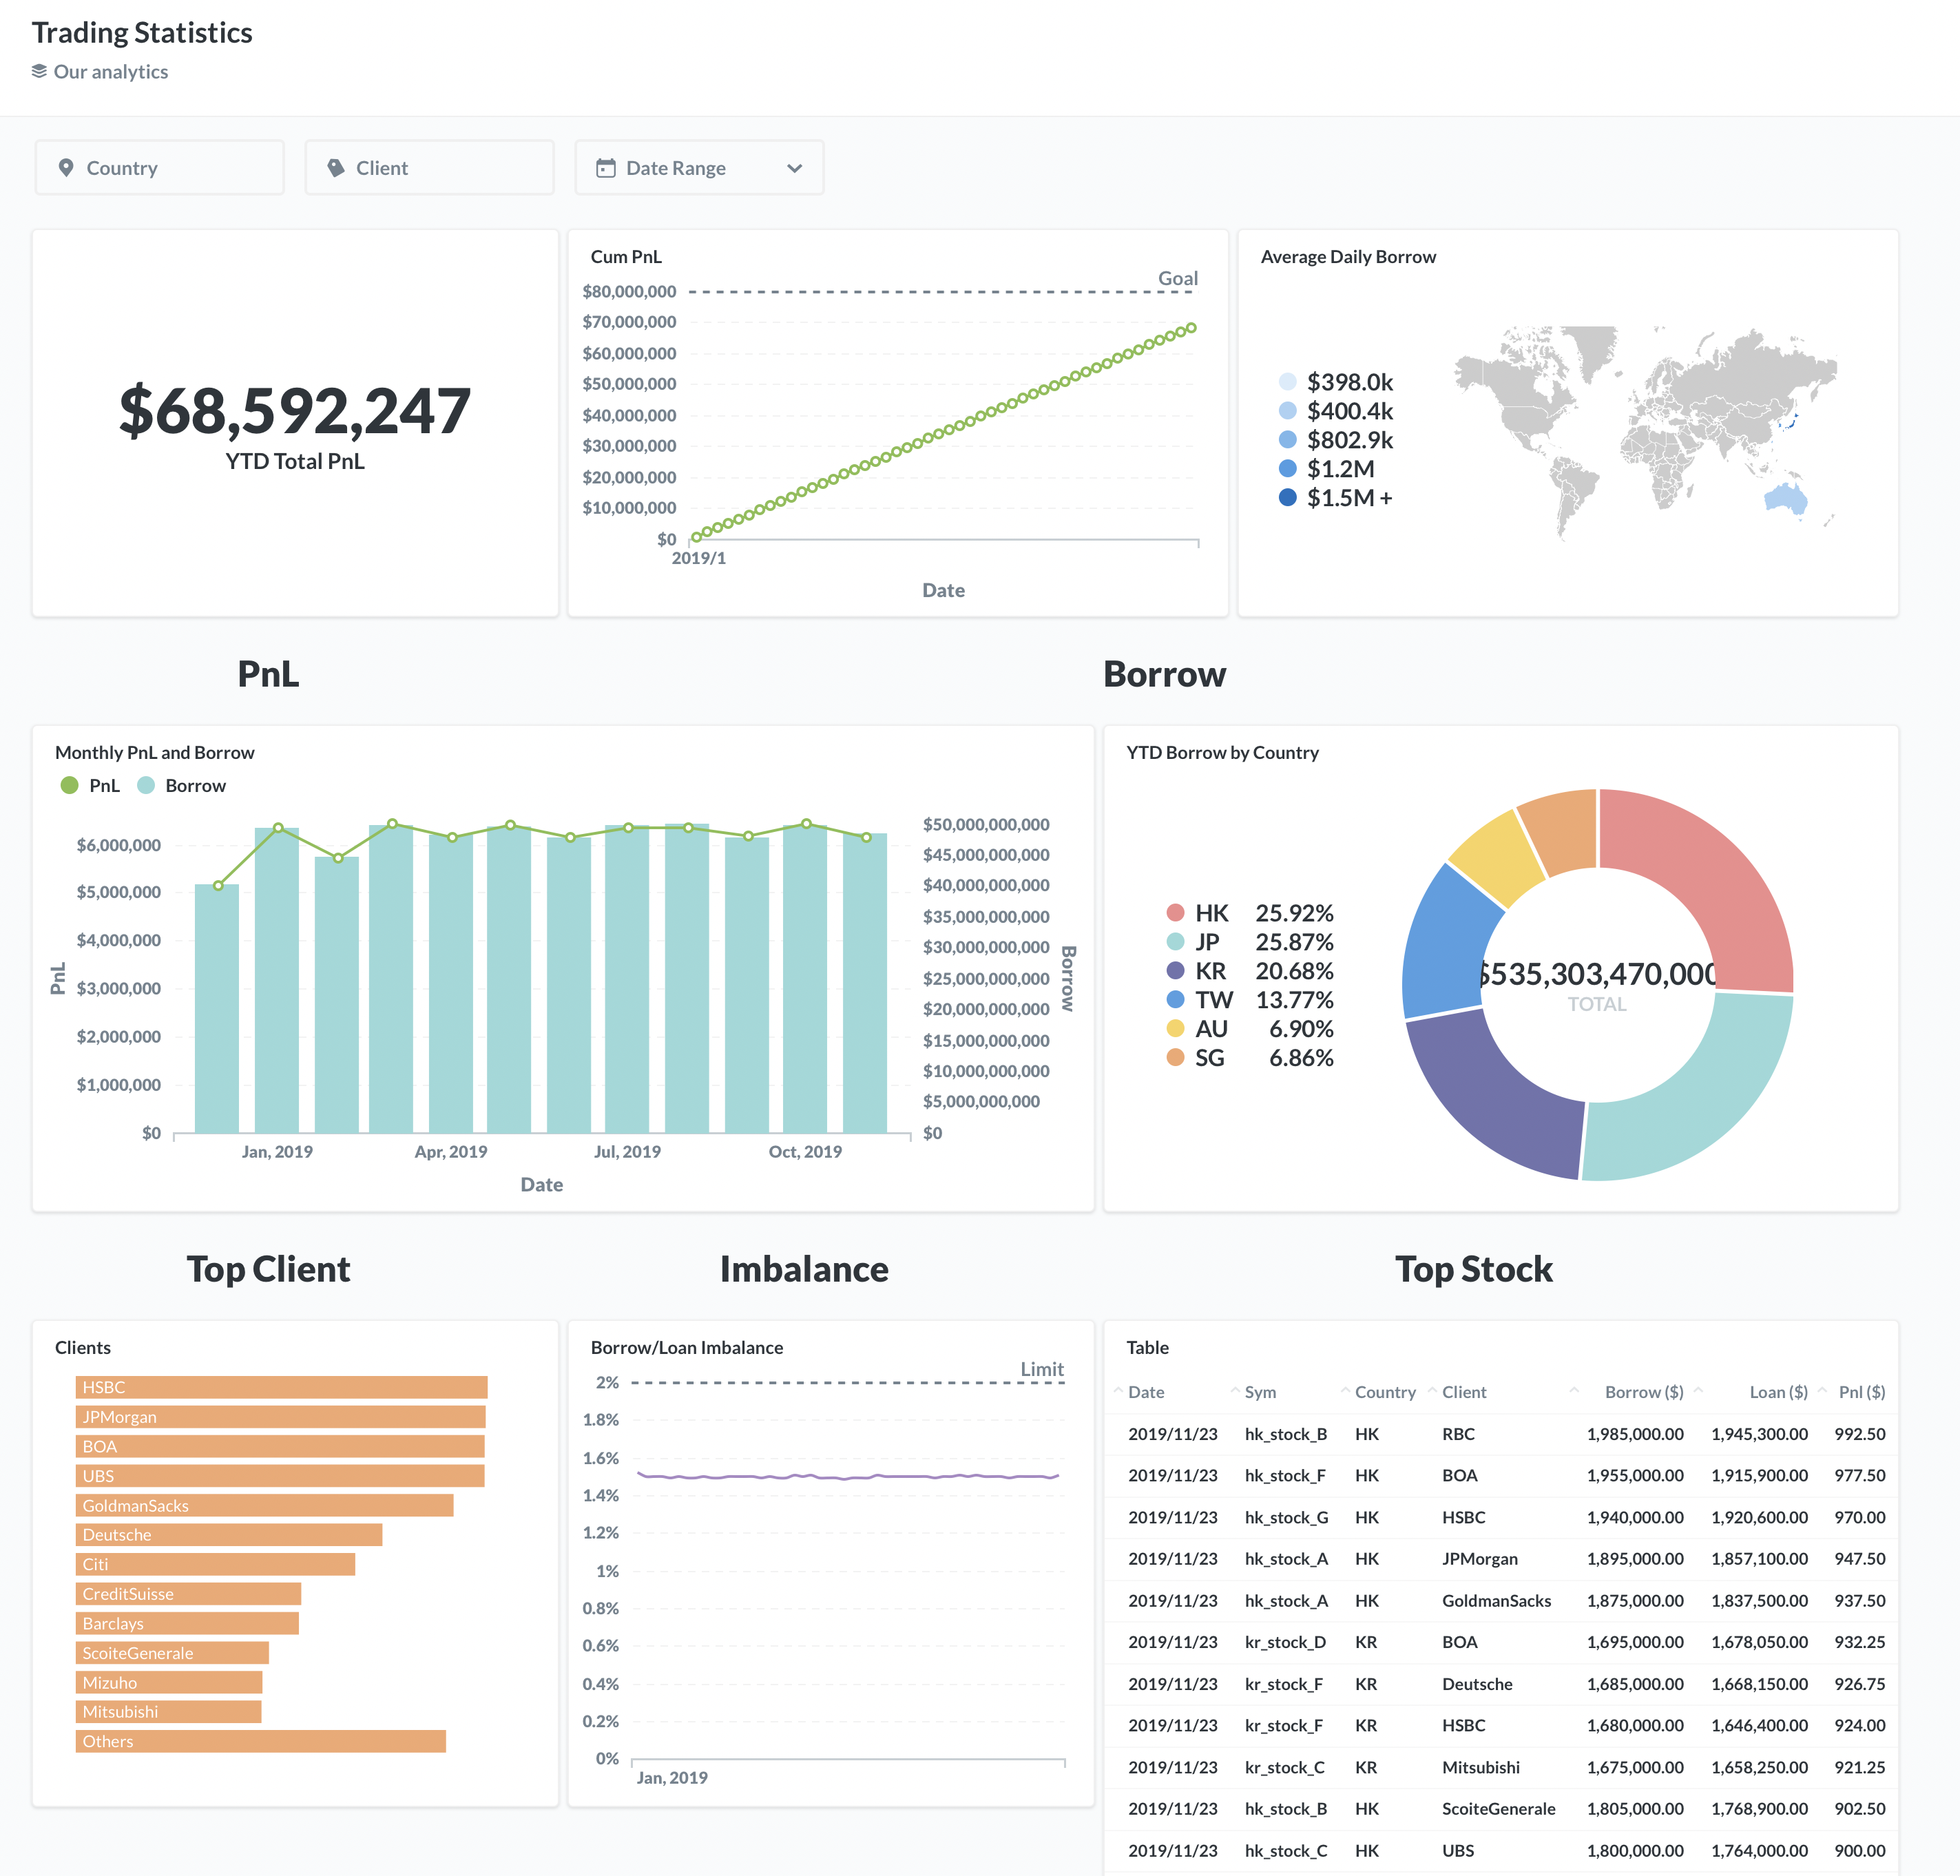 Trading Statistics
Our analytics
Country
Client
Date Range
$68,592,247
YTD Total PnL
Cum PnL
Goal
$80,000,000
$70,000,000
$60,000,000
$50,000,000
$40,000,000
$30,000,000
$20,000,000
$10,000,000
$0
2019/1
Date
Average Daily Borrow
$398.0k
$400.4k
$802.9k
$1.2M
$1.5M +
PnL
Borrow
Monthly PnL and Borrow
PnL Borrow
PnL
$6,000,000
$5,000,000
$4,000,000
$3,000,000
$2,000,000
$1,000,000
$0
$50,000,000,000
$45,000,000,000
$40,000,000,000
$35,000,000,000
$30,000,000,000
$25,000,000,000
$20,000,000,000
$15,000,000,000
$10,000,000,000
$5,000,000,000
$0
Borrow
Jan, 2019 Apr, 2019 Jul, 2019 Oct, 2019
Date
YTD Borrow by Country
HK 25.92%
JP 25.87%
KR 20.68%
TW 13.77%
AU 6.90%
SG 6.86%
$535,303,470,000
TOTAL
Top Client
Imbalance
Top Stock
Clients
HSBC
JPMorgan
BOA
UBS
GoldmanSacks
Deutsche
Citi
CreditSuisse
Barclays
ScoiteGenerale
Mizuho
Mitsubishi
Others
Borrow/Loan Imbalance
Limit
2%
1.8%
1.6%
1.4%
1.2%
1%
0.8%
0.6%
0.4%
0.2%
0%
Jan, 2019
Table
Date Sym Country Client Borrow ($) Loan ($) Pnl ($)
2019/11/23 hk_stock_B HK RBC 1,985,000.00 1,945,300.00 992.50
2019/11/23 hk_stock_F HK BOA 1,955,000.00 1,915,900.00 977.50
2019/11/23 hk_stock_G HK HSBC 1,940,000.00 1,920,600.00 970.00
2019/11/23 hk_stock_A HK JPMorgan 1,895,000.00 1,857,100.00 947.50
2019/11/23 hk_stock_A HK GoldmanSacks 1,875,000.00 1,837,500.00 937.50
2019/11/23 kr_stock_D KR BOA 1,695,000.00 1,678,050.00 932.25
2019/11/23 kr_stock_F KR Deutsche 1,685,000.00 1,668,150.00 926.75
2019/11/23 kr_stock_F KR HSBC 1,680,000.00 1,646,400.00 924.00
2019/11/23 kr_stock_C KR Mitsubishi 1,675,000.00 1,658,250.00 921.25
2019/11/23 hk_stock_B HK ScoiteGenerale 1,805,000.00 1,768,900.00 902.50
2019/11/23 hk_stock_C HK UBS 1,800,000.00 1,764,000.00 900.00